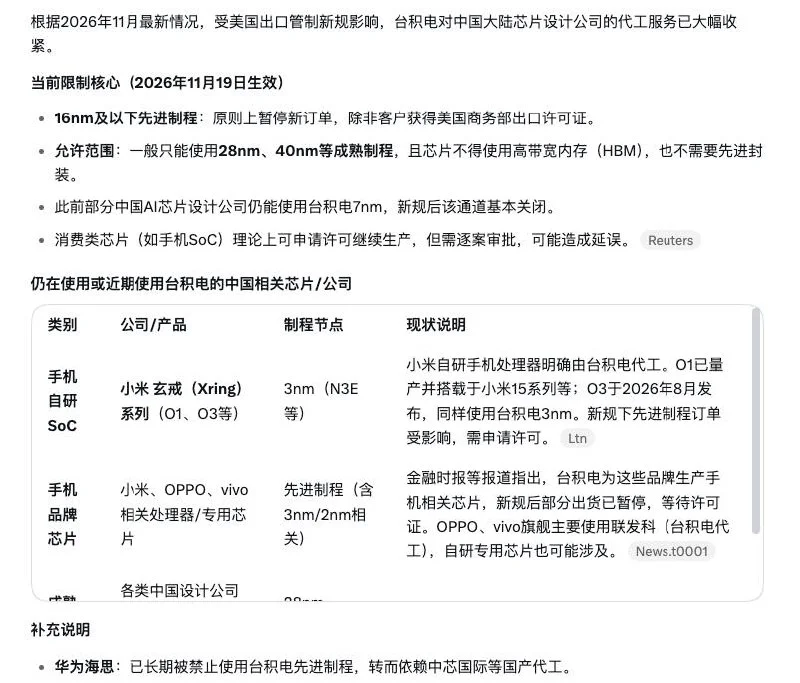 根据2026年11月最新情况，受美国出口管制新规影响，台积电对中国大陆芯片设计公司的代工服务已大幅收
紧。
当前限制核心（2026年11月19日生效）
• 16nm及以下先进制程：原则上暂停新订单，除非客户获得美国商务部出口许可证。
• 允许范围：一般只能使用28nm、40nm等成熟制程，且芯片不得使用高带宽内存（HBM），也不需要先进封
装。
• 此前部分中国AI芯片设计公司仍能使用台积电7nm，新规后该通道基本关闭。
• 消费类芯片（如手机SoC）理论上可申请许可继续生产，但需逐案审批，可能造成延误。 Reuters
仍在使用或近期使用台积电的中国相关芯片/公司
类别 公司/产品 制程节点 现状说明
手机
自研
SoC
小米 玄戒（Xring）
系列（O1、O3等）
3nm（N3E
等）
小米自研手机处理器明确由台积电代工。O1已量
产并搭载于小米15系列等；O3于2026年8月发
布，同样使用台积电3nm。新规下先进制程订单
受影响，需申请许可。 Ltn
手机
品牌
芯片
小米、OPPO、vivo
相关处理器/专用芯
片
先进制程（含
3nm/2nm相
关）
金融时报等报道指出，台积电为这些品牌生产手
机相关芯片，新规后部分出货已暂停，等待许可
证。OPPO、vivo旗舰主要使用联发科（台积电代
工），自研专用芯片也可能涉及。 News.t0001
各类中国设计公司
补充说明
• 华为海思：已长期被禁止使用台积电先进制程，转而依赖中芯国际等国产代工。